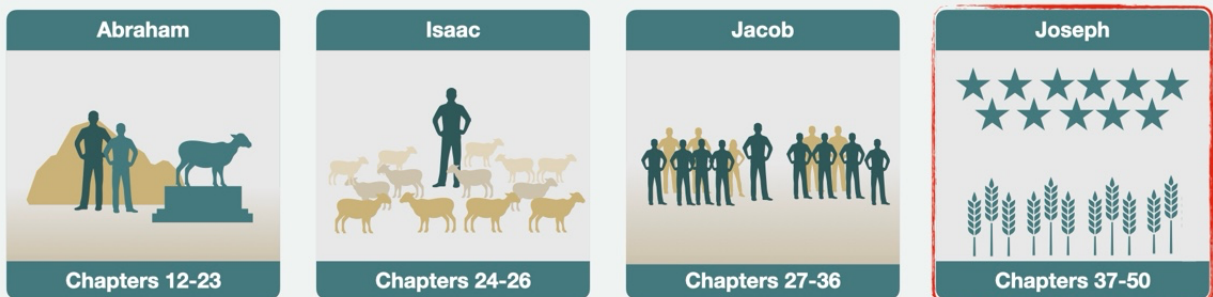 Abraham
Isaac
Jacob
Joseph
Chapters 12-23
Chapters 24-26
Chapters 27-36
Chapters 37-50